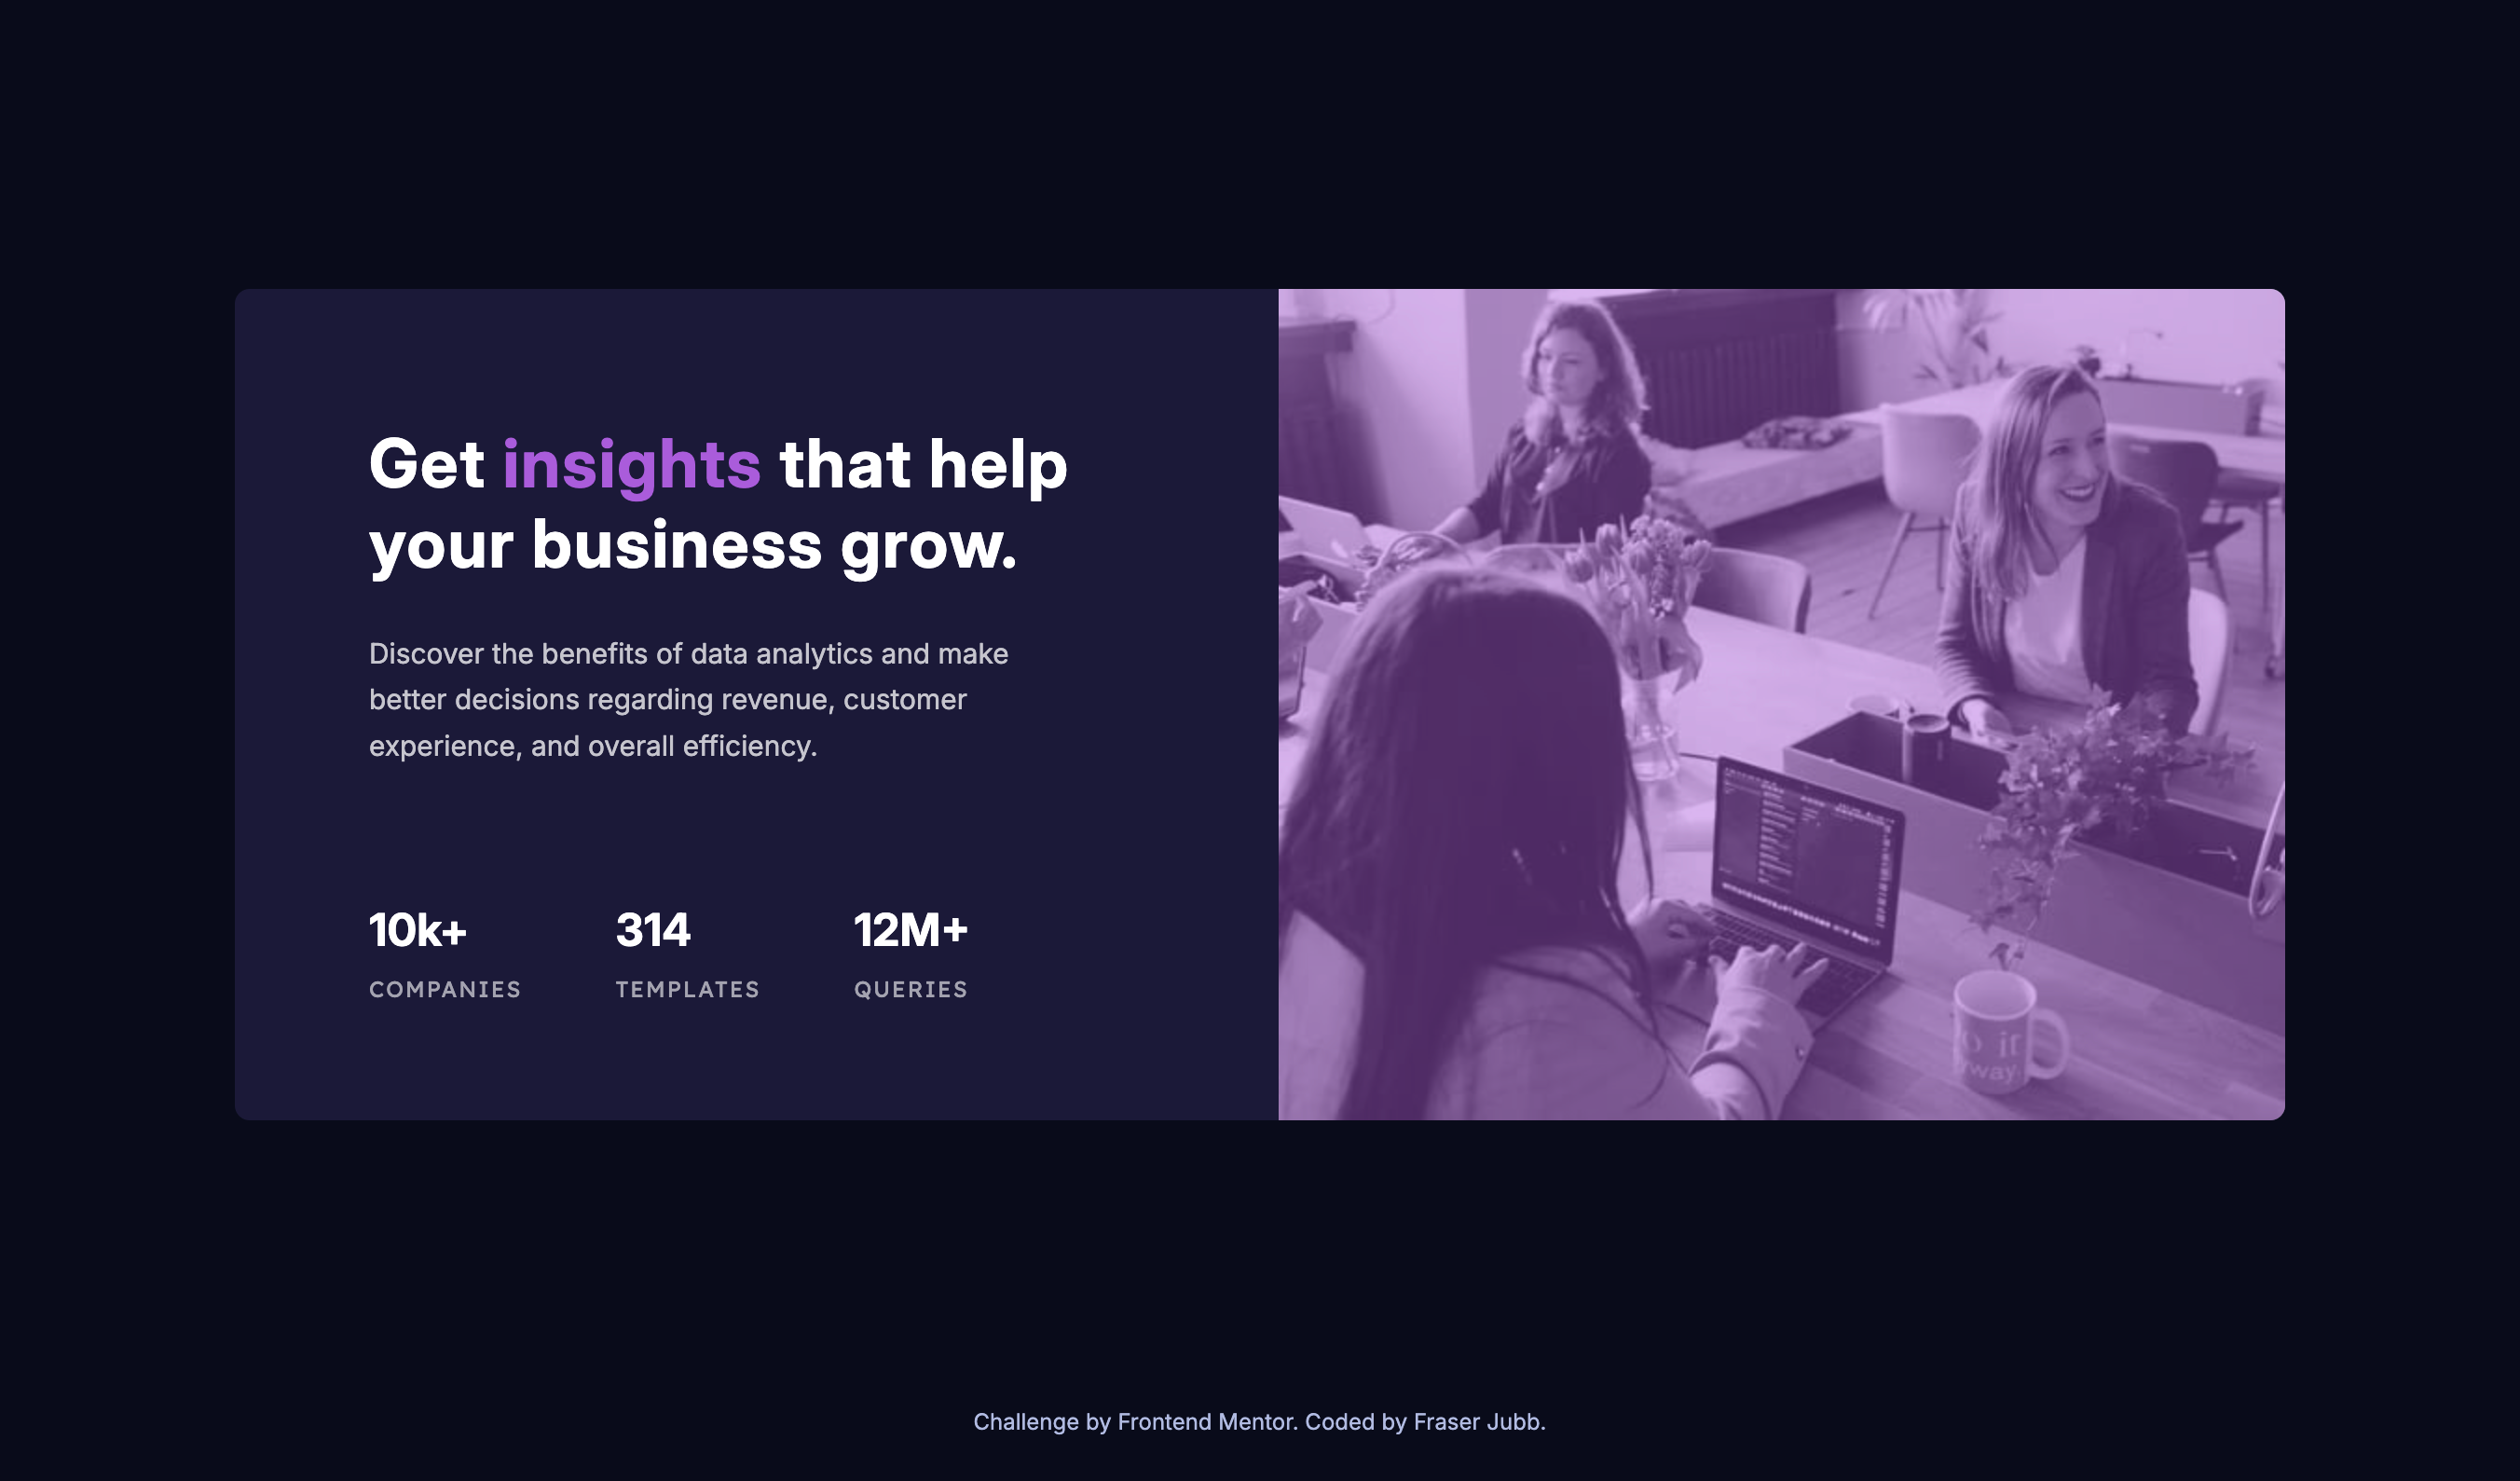 Get insights that help
your business grow.
Discover the benefits of data analytics and make
better decisions regarding revenue, customer
experience, and overall efficiency.
10k+
COMPANIES
314
TEMPLATES
12M+
QUERIES
Challenge by Frontend Mentor. Coded by Fraser Jubb.